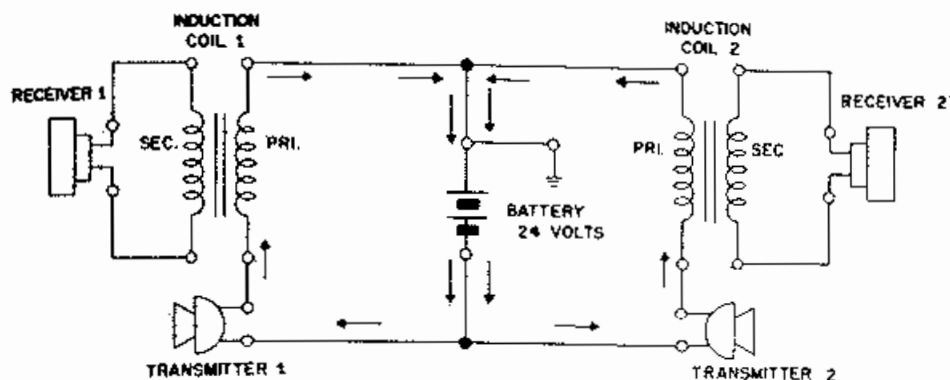 INDUCTION
COIL 1
INDUCTION
COIL 2
RECEIVER 1
RECEIVER 2
SEC.
PRI.
PRI.
SEC
BATTERY
24 VOLTS
TRANSMITTER 1
TRANSMITTER 2